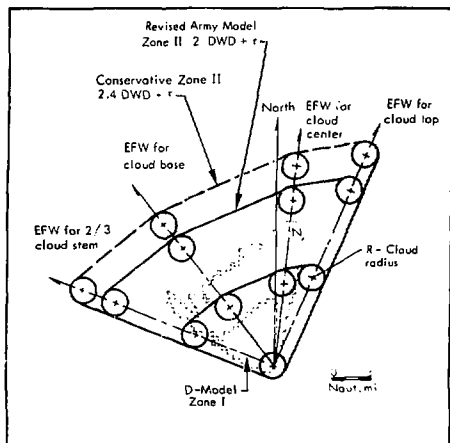 Revised Army Model
Zone II 2 DWD + r
Conservative Zone II
2.4 DWD + r
North
EFW for
cloud
center
EFW for
cloud top
EFW for
cloud base
EFW for 2/3
cloud stem
R - Cloud
radius
D-Model
Zone I
Naut. mi